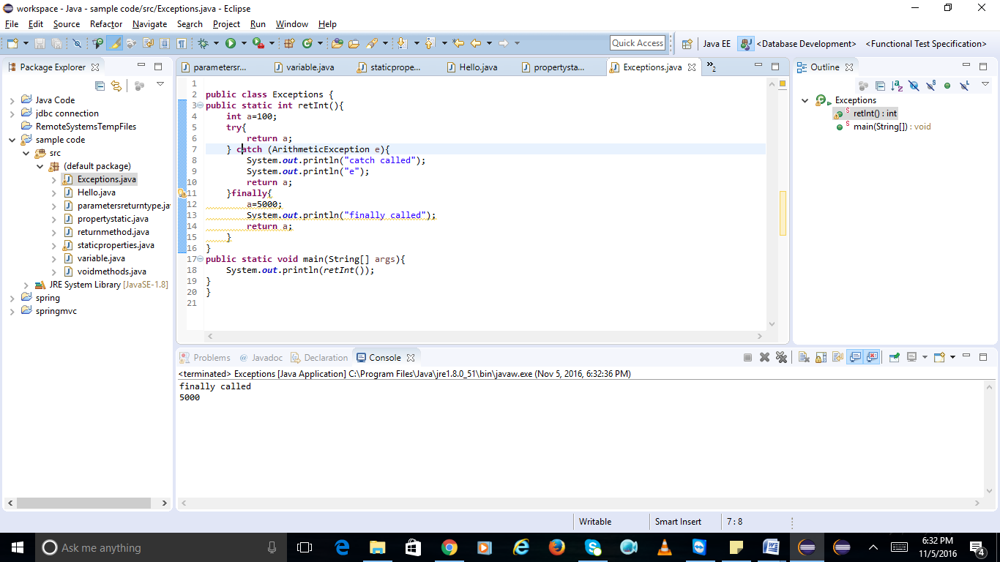 workspace - Java - sample code/src/Exceptions.java - Eclipse
File Edit Source Refactor Navigate Search Project Run Window Help
Quick Access Java EE <Database Development> <Functional Test Specification>
Package Explorer
Java Code
jdbc connection
RemoteSystemsTempFiles
sample code
src
(default package)
Exceptions.java
Hello.java
parametersreturntype.jav
propertystatic.java
returnmethod.java
staticproperties.java
variable.java
voidmethods.java
JRE System Library [JavaSE-1.8]
spring
springmvc
parametersr... variable.java staticprope... Hello.java propertysta... Exceptions.java »2
1
2 public class Exceptions {
3 public static int retInt(){
4 int a=100;
5 try{
6 return a;
7 } catch (ArithmeticException e){
8 System.out.println("catch called");
9 System.out.println("e");
10 return a;
11 }finally{
12 a=5000;
13 System.out.println("finally called");
14 return a;
15 }
16 }
17 public static void main(String[] args){
18 System.out.println(retInt());
19 }
20 }
21
Outline
Exceptions
retInt() : int
main(String[]) : void
Problems @ Javadoc Declaration Console
<terminated> Exceptions [Java Application] C:\Program Files\Java\jre1.8.0_51\bin\javaw.exe (Nov 5, 2016, 6:32:36 PM)
finally called
5000
Writable Smart Insert 7 : 8
Ask me anything
6:32 PM
11/5/2016
4